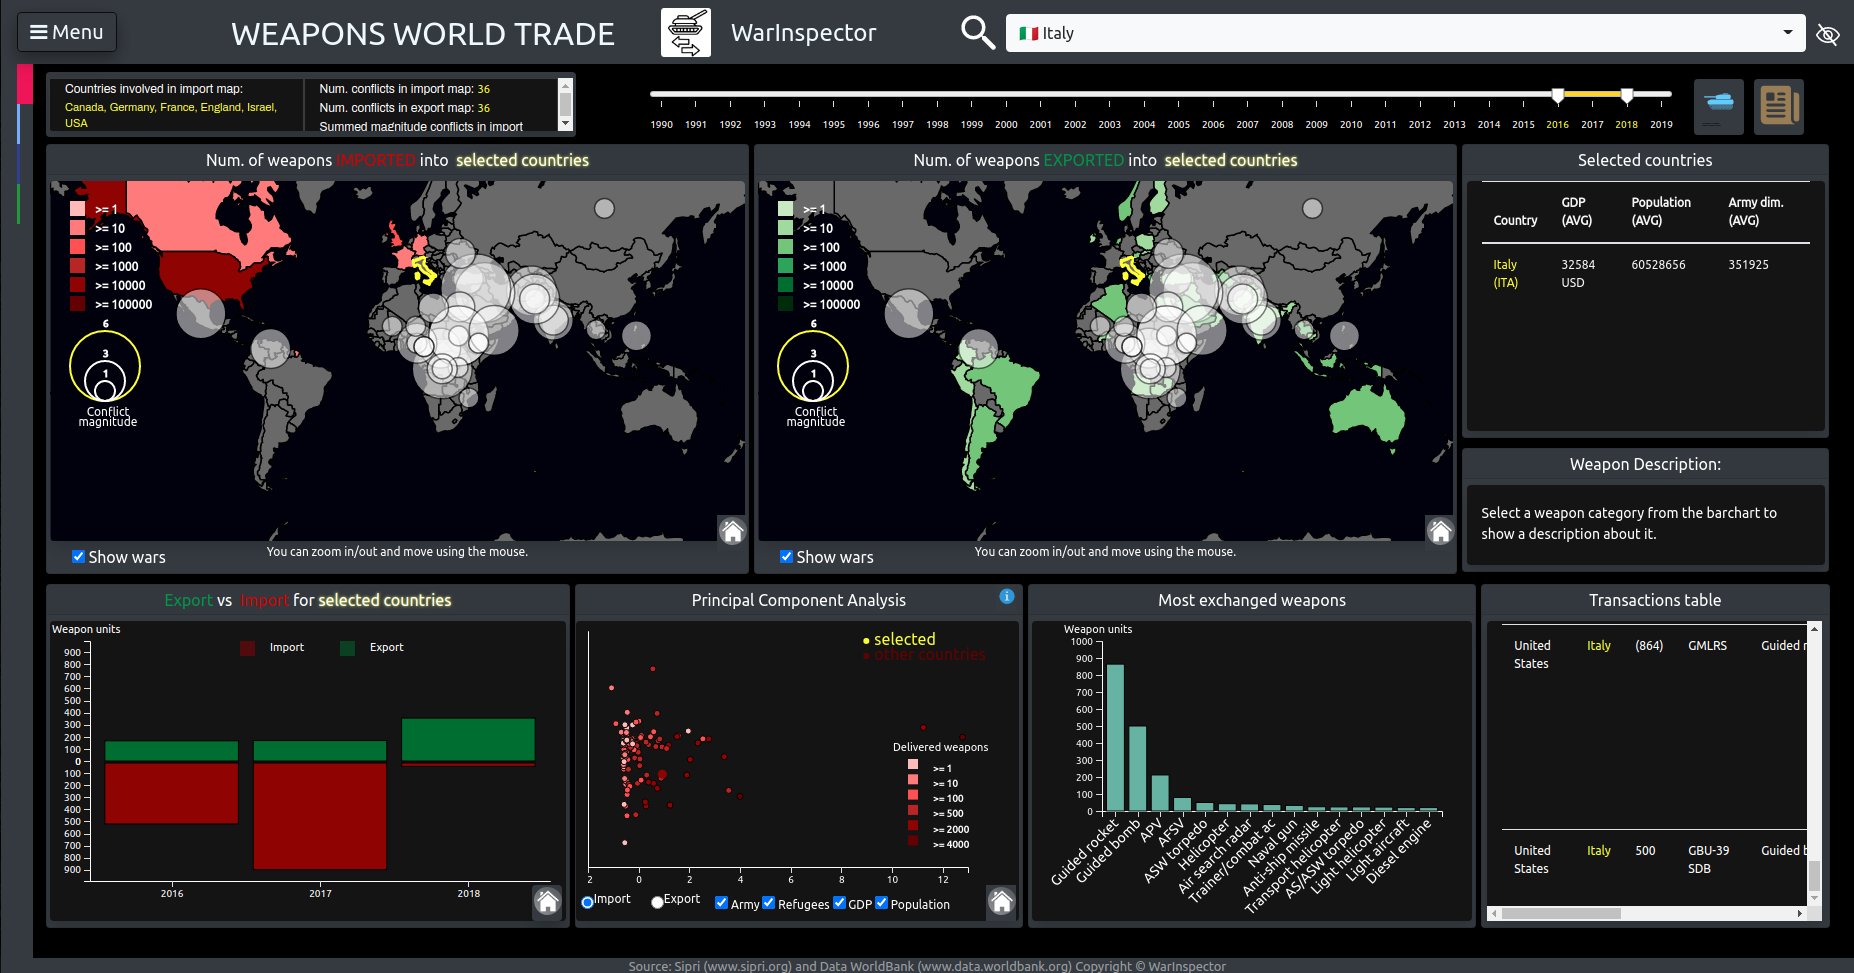 Menu
WEAPONS WORLD TRADE
WarInspector
Italy
Countries involved in import map:
Canada, Germany, France, England, Israel,
USA
Num. conflicts in import map: 36
Num. conflicts in export map: 36
Summed magnitude conflicts in import
1990 1991 1992 1993 1994 1995 1996 1997 1998 1999 2000 2001 2002 2003 2004 2005 2006 2007 2008 2009 2010 2011 2012 2013 2014 2015 2016 2017 2018 2019
Num. of weapons IMPORTED into selected countries
>= 1
>= 10
>= 100
>= 1000
>= 10000
>= 100000
6
3
1
Conflict
magnitude
Show wars
You can zoom in/out and move using the mouse.
Num. of weapons EXPORTED into selected countries
>= 1
>= 10
>= 100
>= 1000
>= 10000
>= 100000
6
3
1
Conflict
magnitude
Show wars
You can zoom in/out and move using the mouse.
Selected countries
Country GDP (AVG) Population (AVG) Army dim. (AVG)
Italy (ITA) 32584 USD 60528656 351925
Weapon Description:
Select a weapon category from the barchart to
show a description about it.
Export vs Import for selected countries
Weapon units
Import Export
900
800
700
600
500
400
300
200
100
0
100
200
300
400
500
600
700
800
900
2016 2017 2018
Principal Component Analysis
i
selected
other countries
Delivered weapons
>= 1
>= 10
>= 100
>= 500
>= 2000
>= 4000
2 0 2 4 6 8 10 12
Import Export Army Refugees GDP Population
Most exchanged weapons
Weapon units
1000
900
800
700
600
500
400
300
200
100
0
Guided rocket
Guided bomb
APV
AFSV
ASW torpedo
Helicopter
Air search radar
Trainer/combat ac
Naval gun
Anti-ship missile
Transport helicopter
AS/ASW torpedo
Light helicopter
Light aircraft
Diesel engine
Transactions table
United States Italy (864) GMLRS Guided r
United States Italy 500 GBU-39 SDB Guided b
Source: Sipri (www.sipri.org) and Data WorldBank (www.data.worldbank.org) Copyright © WarInspector